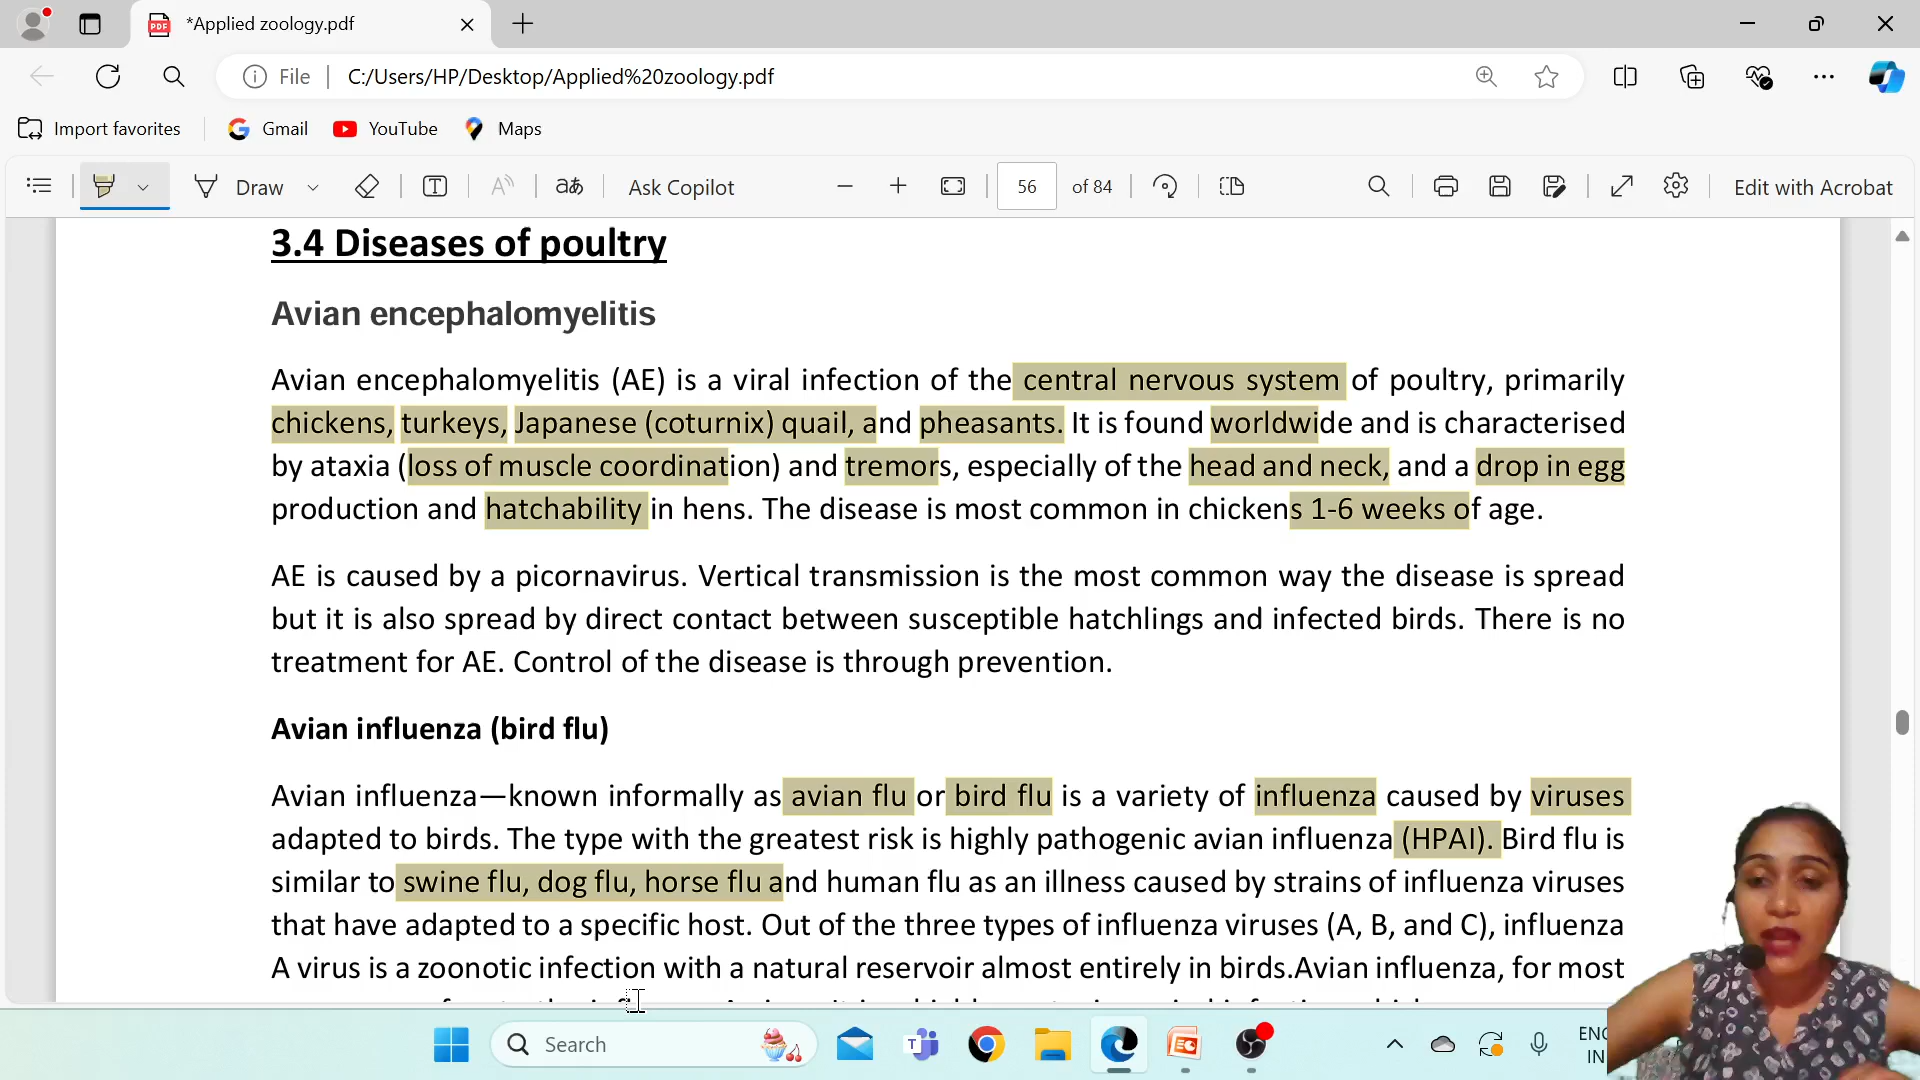 *Applied zoology.pdf
File
C:/Users/HP/Desktop/Applied%20zoology.pdf
Import favorites
Gmail
YouTube
Maps
Draw
Ask Copilot
56
of 84
Edit with Acrobat
3.4 Diseases of poultry
Avian encephalomyelitis
Avian encephalomyelitis (AE) is a viral infection of the central nervous system of poultry, primarily
chickens, turkeys, Japanese (coturnix) quail, and pheasants. It is found worldwide and is characterised
by ataxia (loss of muscle coordination) and tremors, especially of the head and neck, and a drop in egg
production and hatchability in hens. The disease is most common in chickens 1-6 weeks of age.
AE is caused by a picornavirus. Vertical transmission is the most common way the disease is spread
but it is also spread by direct contact between susceptible hatchlings and infected birds. There is no
treatment for AE. Control of the disease is through prevention.
Avian influenza (bird flu)
Avian influenza—known informally as avian flu or bird flu is a variety of influenza caused by viruses
adapted to birds. The type with the greatest risk is highly pathogenic avian influenza (HPAI). Bird flu is
similar to swine flu, dog flu, horse flu and human flu as an illness caused by strains of influenza viruses
that have adapted to a specific host. Out of the three types of influenza viruses (A, B, and C), influenza
A virus is a zoonotic infection with a natural reservoir almost entirely in birds.Avian influenza, for most
Search
ENG
IN